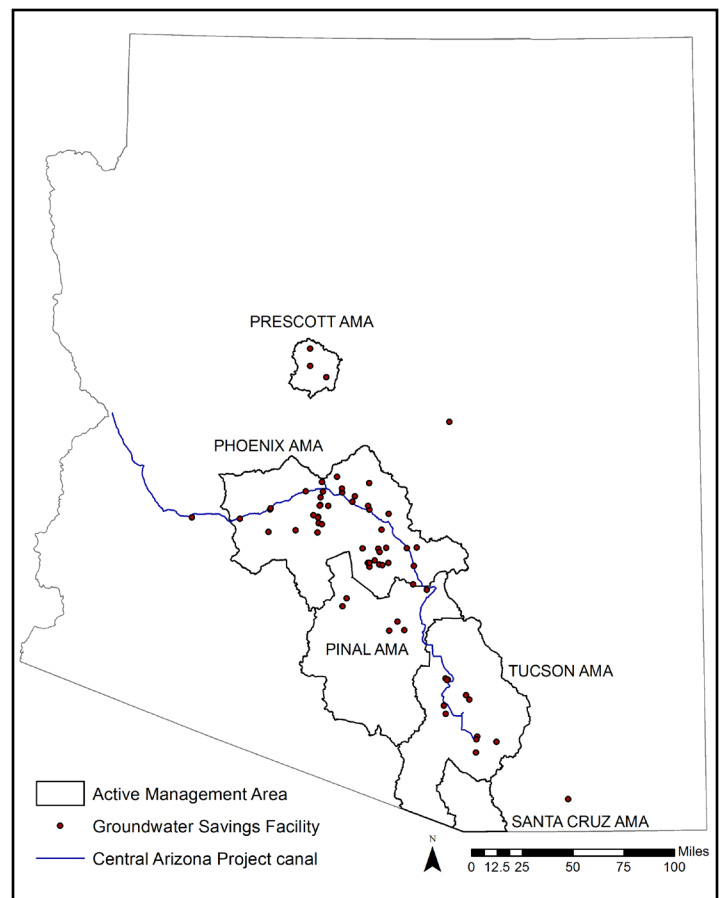 PRESCOTT AMA
PHOENIX AMA
PINAL AMA
TUCSON AMA
SANTA CRUZ AMA
Active Management Area
Groundwater Savings Facility
Central Arizona Project canal
N
Miles
0 12.5 25 50 75 100